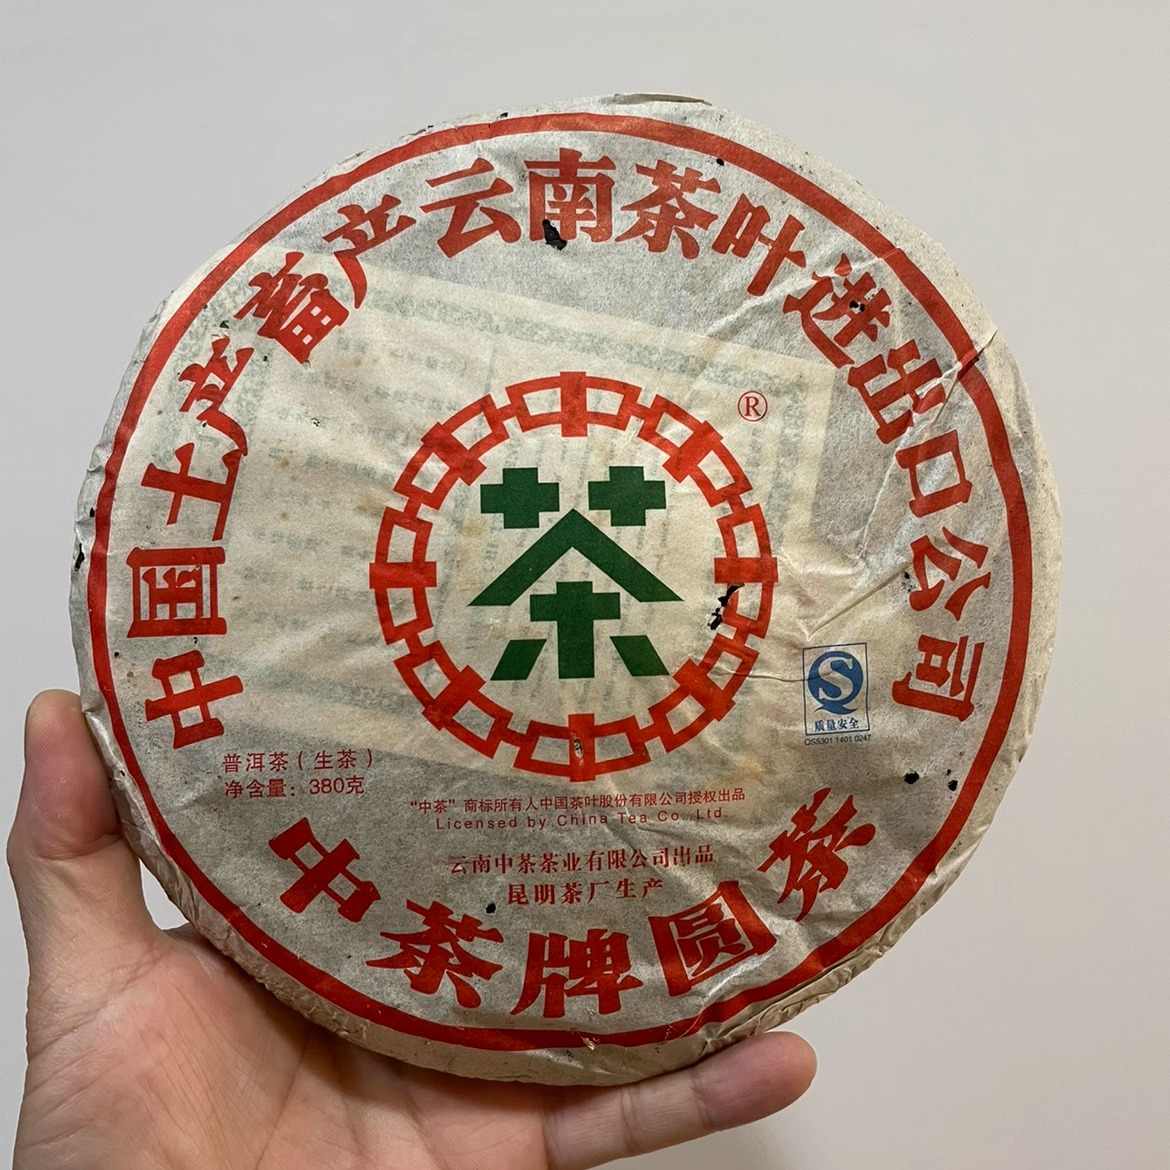 中国土产畜产云南茶叶进出口公司
®
茶
质量安全
QS5301 1401 0247
普洱茶（生茶）
净含量：380克
“中茶”商标所有人中国茶叶股份有限公司授权出品
Licensed by China Tea Co.,Ltd.
云南中茶茶业有限公司出品
昆明茶厂生产
中茶牌圆茶